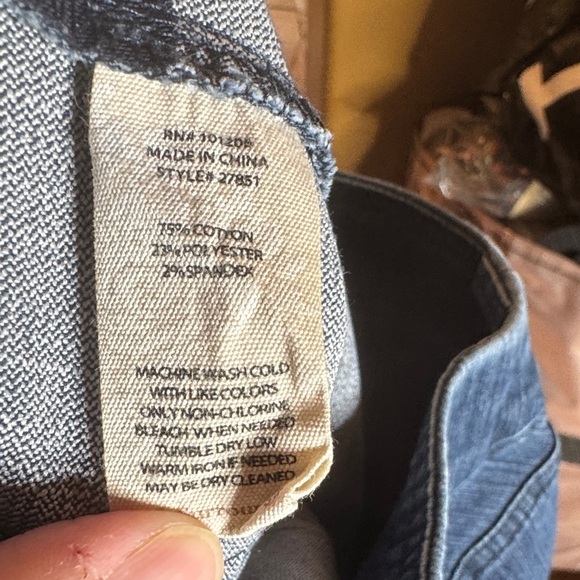 RN# 101208
MADE IN CHINA
STYLE# 27851
75% COTTON
23% POLYESTER
2% SPANDEX
MACHINE WASH COLD
WITH LIKE COLORS
ONLY NON-CHLORINE
BLEACH WHEN NEEDED
TUMBLE DRY LOW
WARM IRON IF NEEDED
MAY BE DRY CLEANED